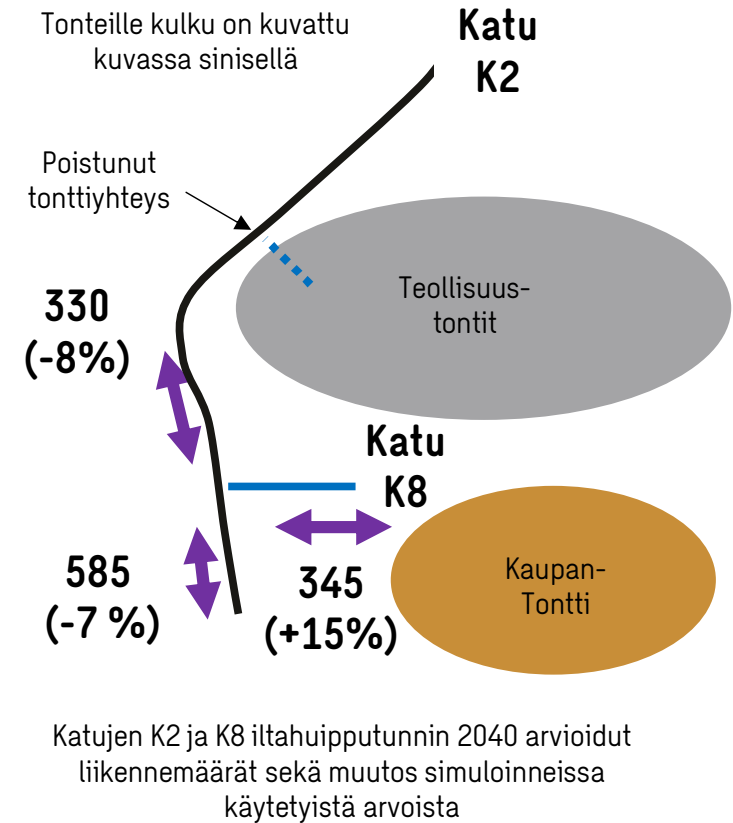 Tonteille kulku on kuvattu
kuvassa sinisellä
Katu
K2
Poistunut
tonttiyhteys
Teollisuus-
tontit
330
(-8%)
Katu
K8
585
(-7 %)
345
(+15%)
Kaupan-
Tontti
Katujen K2 ja K8 iltahuipputunnin 2040 arvioidut
liikennemäärät sekä muutos simuloinneissa
käytetyistä arvoista